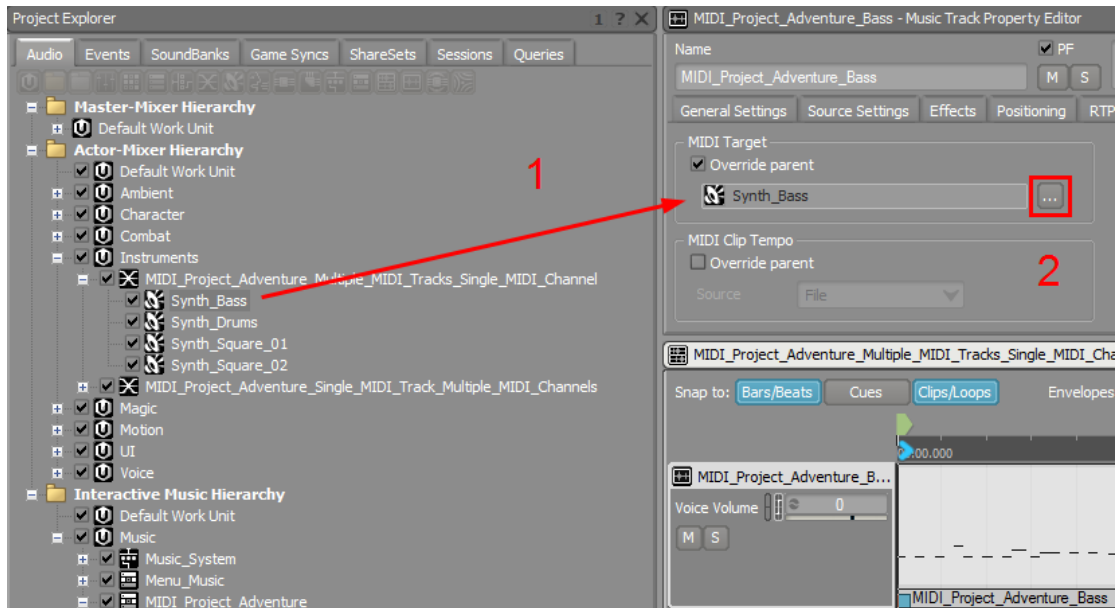 Project Explorer
1 ? X
Audio Events SoundBanks Game Syncs ShareSets Sessions Queries
Master-Mixer Hierarchy
Default Work Unit
Actor-Mixer Hierarchy
Default Work Unit
Ambient
Character
Combat
Instruments
MIDI_Project_Adventure_Multiple_MIDI_Tracks_Single_MIDI_Channel
Synth_Bass
Synth_Drums
Synth_Square_01
Synth_Square_02
MIDI_Project_Adventure_Single_MIDI_Track_Multiple_MIDI_Channels
Magic
Motion
UI
Voice
Interactive Music Hierarchy
Default Work Unit
Music
Music_System
Menu_Music
MIDI_Project_Adventure
1
MIDI_Project_Adventure_Bass - Music Track Property Editor
Name
PF
MIDI_Project_Adventure_Bass
M S
General Settings Source Settings Effects Positioning RTP
MIDI Target
Override parent
Synth_Bass
...
MIDI Clip Tempo
Override parent
2
Source File
MIDI_Project_Adventure_Multiple_MIDI_Tracks_Single_MIDI_Cha
Snap to: Bars/Beats Cues Clips/Loops Envelopes
:00.000
MIDI_Project_Adventure_B...
Voice Volume 0
M S
MIDI_Project_Adventure_Bass